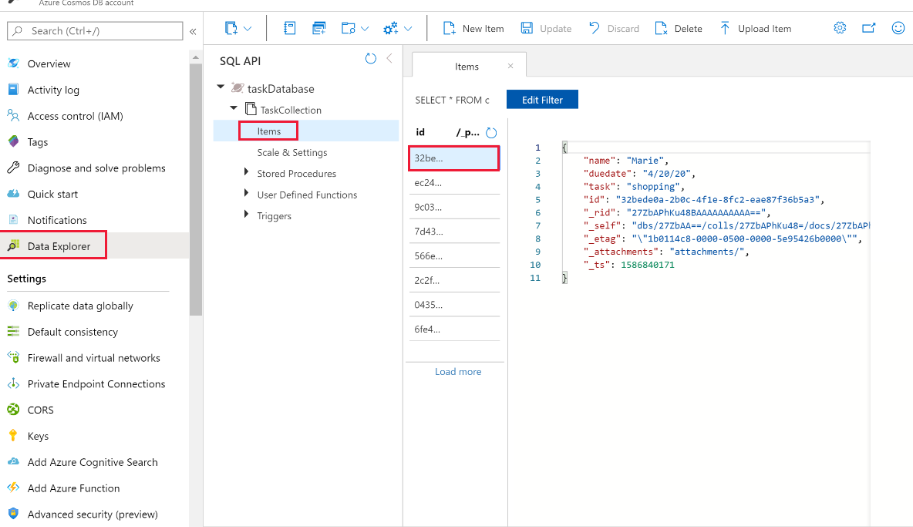 Azure Cosmos DB account
Search (Ctrl+/)
«
Overview
Activity log
Access control (IAM)
Tags
Diagnose and solve problems
Quick start
Notifications
Data Explorer
Settings
Replicate data globally
Default consistency
Firewall and virtual networks
Private Endpoint Connections
CORS
Keys
Add Azure Cognitive Search
Add Azure Function
Advanced security (preview)
New Item
Update
Discard
Delete
Upload Item
SQL API
taskDatabase
TaskCollection
Items
Scale & Settings
Stored Procedures
User Defined Functions
Triggers
Items
SELECT * FROM c
Edit Filter
id /_p...
32be...
ec24...
9c03...
7d43...
566e...
2c2f...
0435...
6fe4...
Load more
1 {
2 "name": "Marie",
3 "duedate": "4/20/20",
4 "task": "shopping",
5 "id": "32bede0a-2b0c-4f1e-8fc2-eae87f36b5a3",
6 "_rid": "27ZbAPhKu48BAAAAAAAAAA==",
7 "_self": "dbs/27ZbAA==/colls/27ZbAPhKu48=/docs/27ZbAPh
8 "_etag": "\"1b0114c8-0000-0500-0000-5e95426b0000\"",
9 "_attachments": "attachments/",
10 "_ts": 1586840171
11 }